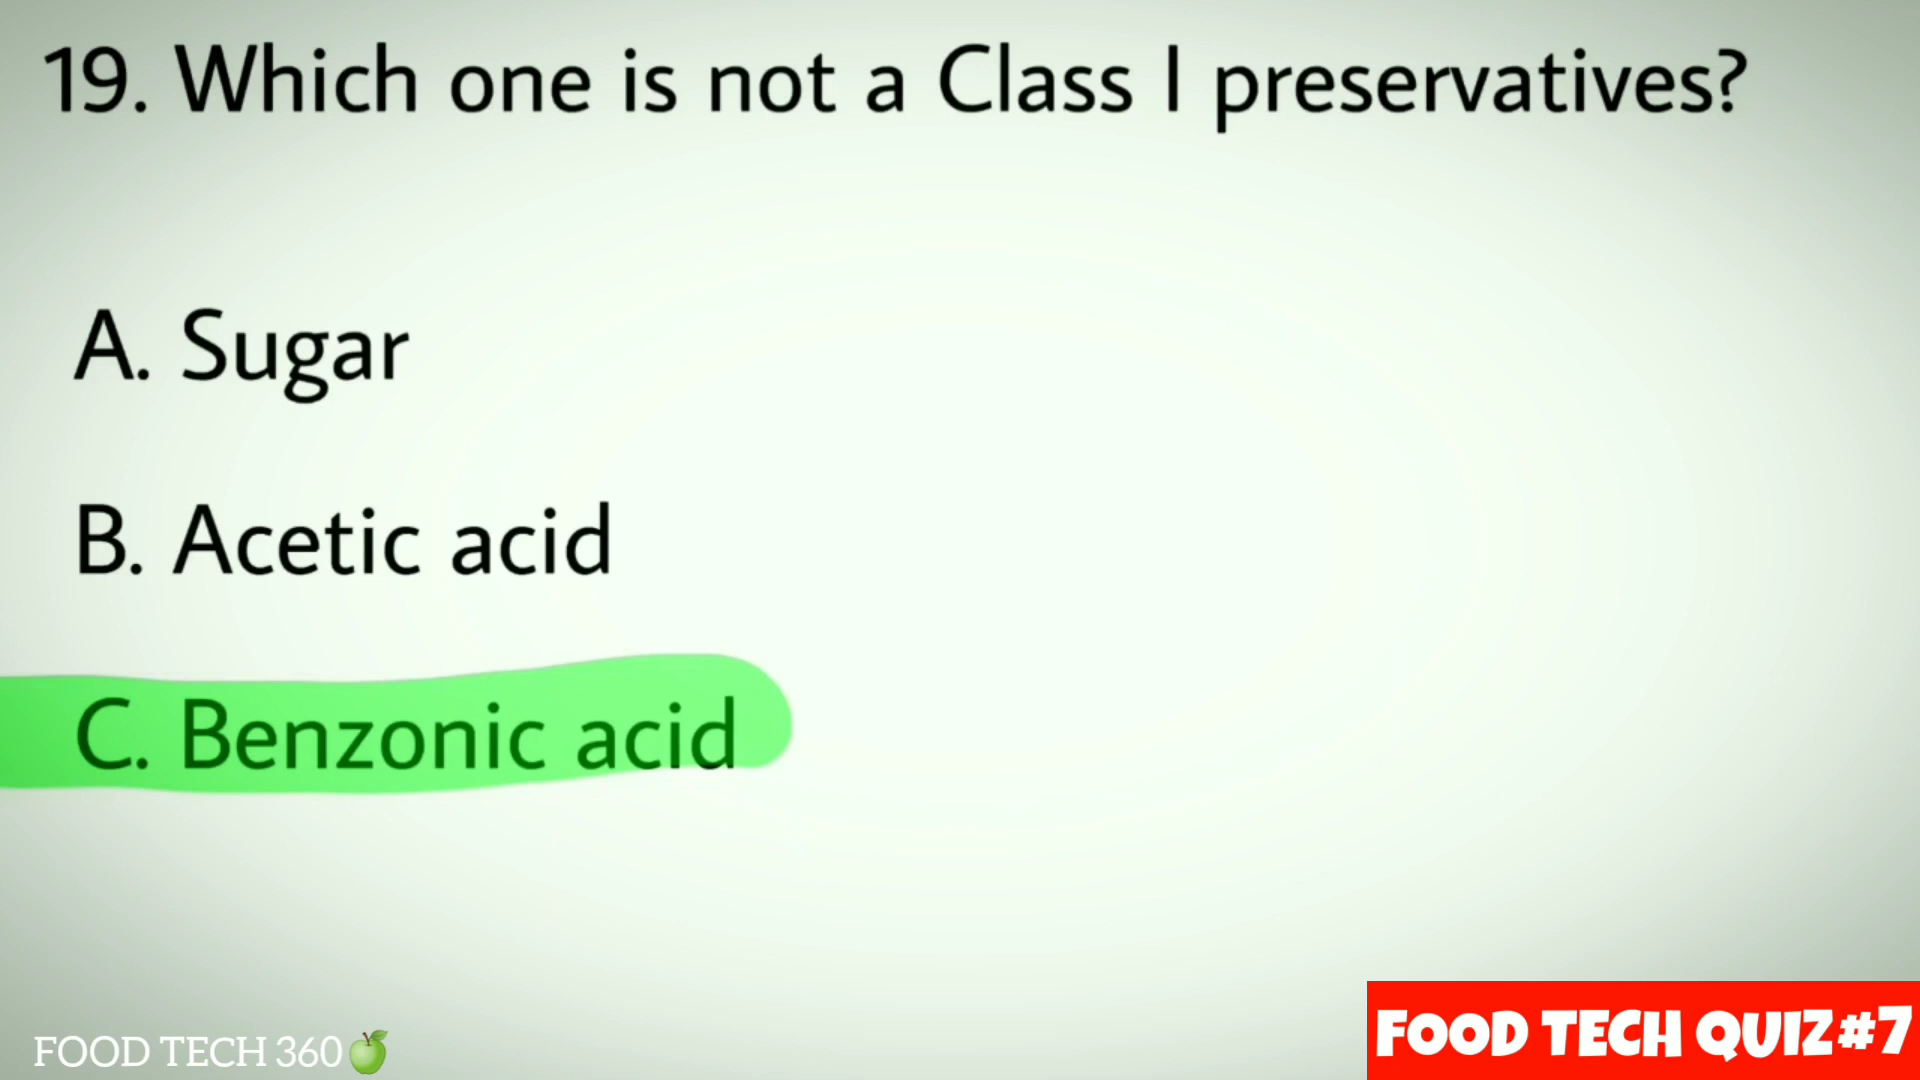 19. Which one is not a Class I preservatives?
A. Sugar
B. Acetic acid
C. Benzonic acid
FOOD TECH 360
FOOD TECH QUIZ#7